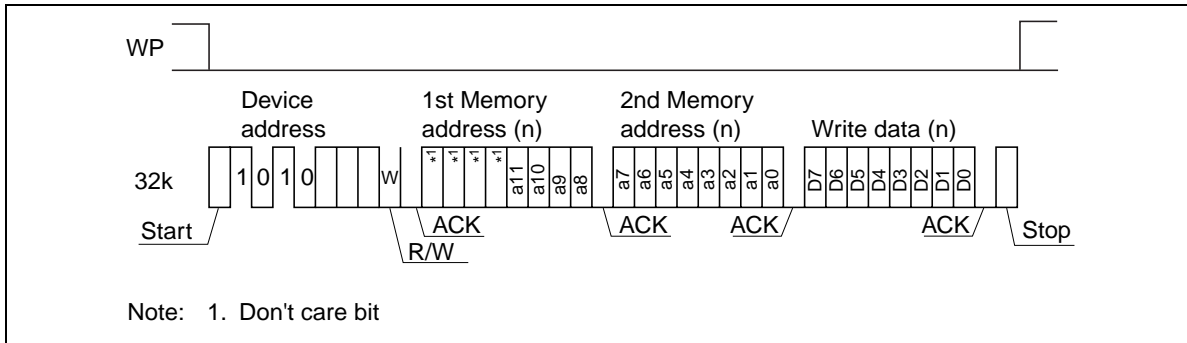 WP
Device
address
1st Memory
address (n)
2nd Memory
address (n)
Write data (n)
32k
1 0 1 0 W *1 *1 *1 *1 a11 a10 a9 a8 a7 a6 a5 a4 a3 a2 a1 a0 D7 D6 D5 D4 D3 D2 D1 D0
Start ACK ACK ACK ACK Stop
R/W
Note: 1. Don't care bit